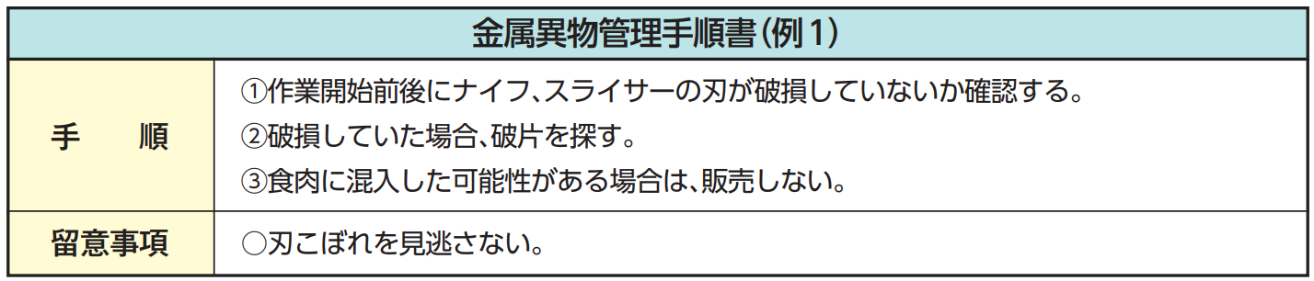 金属異物管理手順書(例1)
手　　順
①作業開始前後にナイフ、スライサーの刃が破損していないか確認する。
②破損していた場合、破片を探す。
③食肉に混入した可能性がある場合は、販売しない。
留意事項
○刃こぼれを見逃さない。